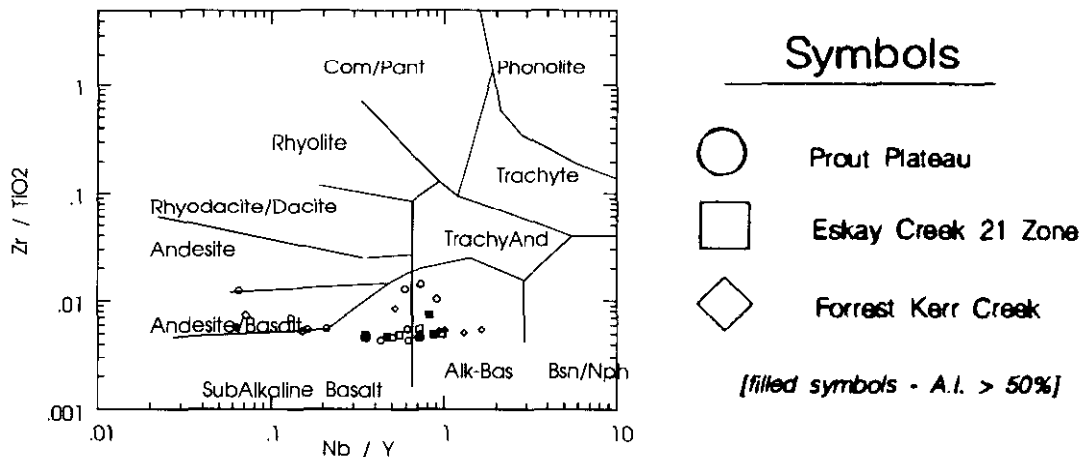 Zr / TiO2
1
.1
.01
.001
.01
.1
1
10
Nb / Y
Com/Pant
Phonolite
Rhyolite
Trachyte
Rhyodacite/Dacite
TrachyAnd
Andesite
Andesite Basalt
SubAlkaline Basalt
Alk-Bas
Bsn/Nph
Symbols
Prout Plateau
Eskay Creek 21 Zone
Forrest Kerr Creek
[filled symbols - A.I. > 50%]